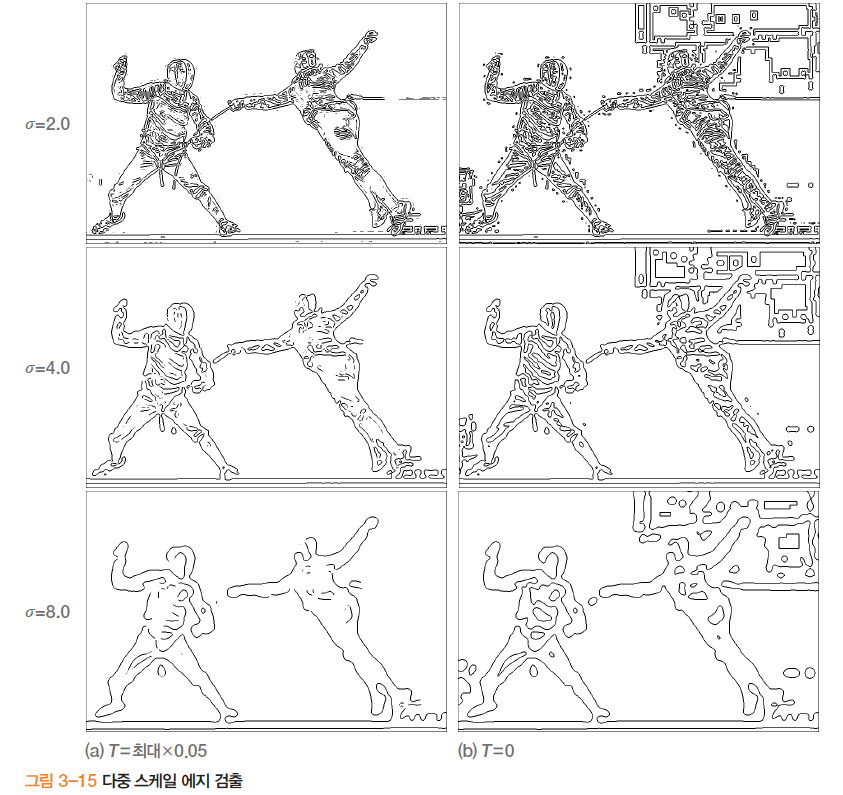 σ=2.0
σ=4.0
σ=8.0
(a) T=최대×0.05
(b) T=0
그림 3-15 다중 스케일 에지 검출